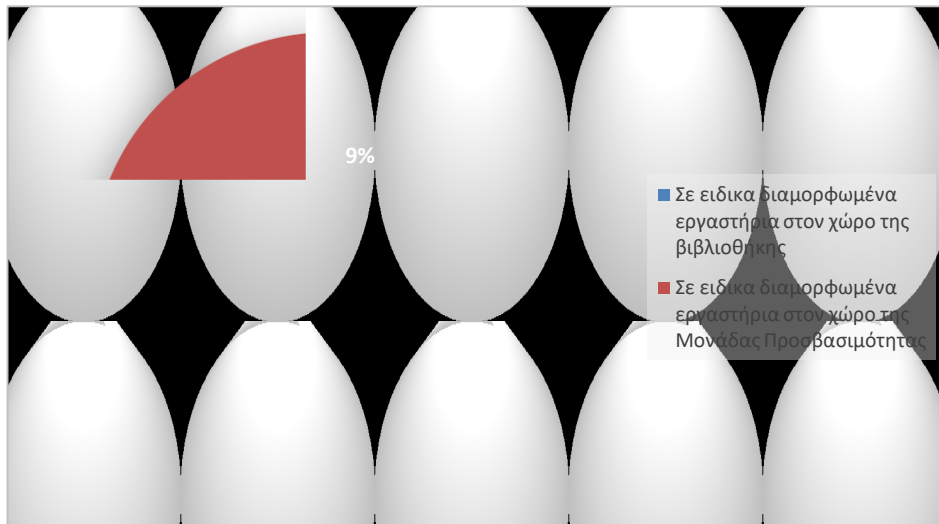 9%
Σε ειδικα διαμορφωμένα
εργαστήρια στον χώρο της
βιβλιοθήκης
Σε ειδικα διαμορφωμένα
εργαστήρια στον χώρο της
Μονάδας Προσβασιμότητας